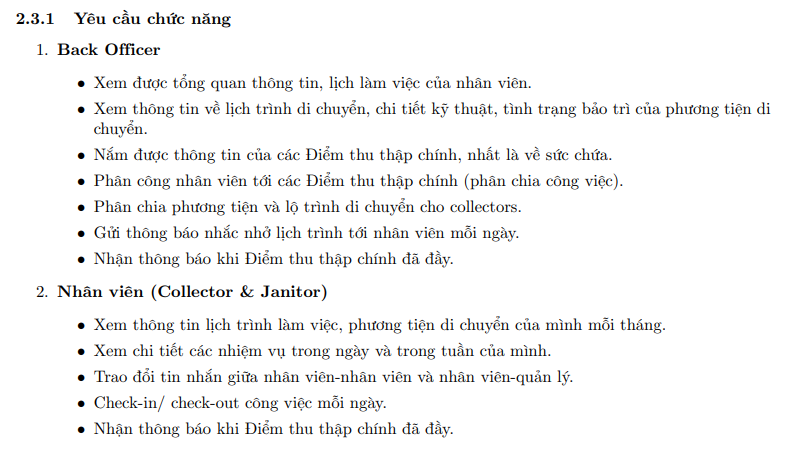 2.3.1 Yêu cầu chức năng
1. Back Officer
• Xem được tổng quan thông tin, lịch làm việc của nhân viên.
• Xem thông tin về lịch trình di chuyển, chi tiết kỹ thuật, tình trạng bảo trì của phương tiện di
chuyển.
• Nắm được thông tin của các Điểm thu thập chính, nhất là về sức chứa.
• Phân công nhân viên tới các Điểm thu thập chính (phân chia công việc).
• Phân chia phương tiện và lộ trình di chuyển cho collectors.
• Gửi thông báo nhắc nhở lịch trình tới nhân viên mỗi ngày.
• Nhận thông báo khi Điểm thu thập chính đã đầy.
2. Nhân viên (Collector & Janitor)
• Xem thông tin lịch trình làm việc, phương tiện di chuyển của mình mỗi tháng.
• Xem chi tiết các nhiệm vụ trong ngày và trong tuần của mình.
• Trao đổi tin nhắn giữa nhân viên-nhân viên và nhân viên-quản lý.
• Check-in/ check-out công việc mỗi ngày.
• Nhận thông báo khi Điểm thu thập chính đã đầy.